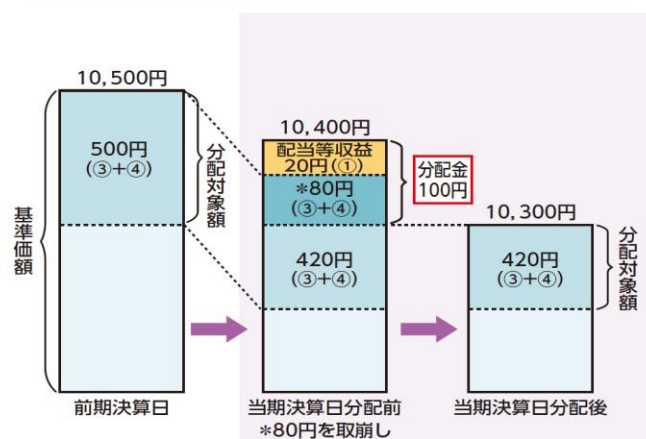 10,500円
500円
(③+④)
分配対象額
基準価額
前期決算日
10,400円
配当等収益
20円(①)
*80円
(③+④)
420円
(③+④)
分配金
100円
当期決算日分配前
*80円を取崩し
10,300円
420円
(③+④)
分配対象額
当期決算日分配後